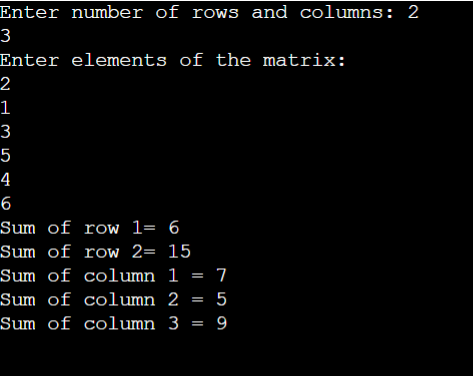 Enter number of rows and columns: 2
3
Enter elements of the matrix:
2
1
3
5
4
6
Sum of row 1= 6
Sum of row 2= 15
Sum of column 1 = 7
Sum of column 2 = 5
Sum of column 3 = 9